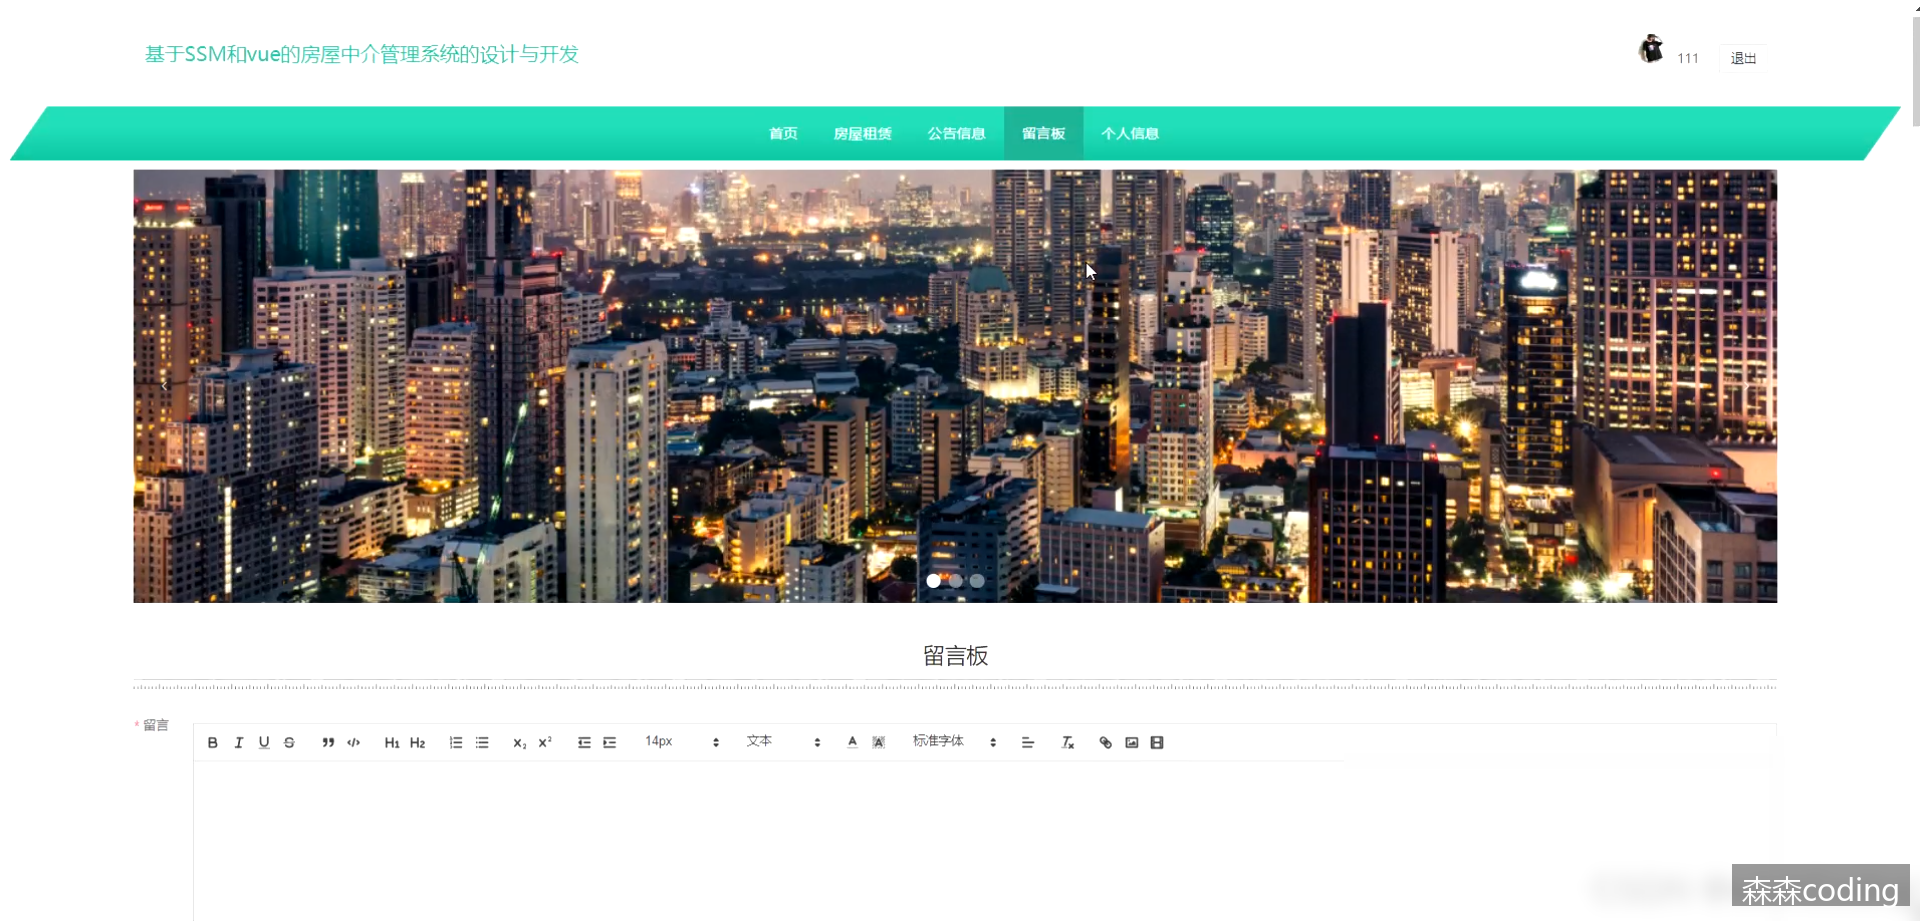 基于SSM和vue的房屋中介管理系统的设计与开发
111 退出
首页 房屋租赁 公告信息 留言板 个人信息
留言板
* 留言
B I U S ” </> H1 H2 x₂ x² 14px 文本 A A 标准字体 Tx
森森coding